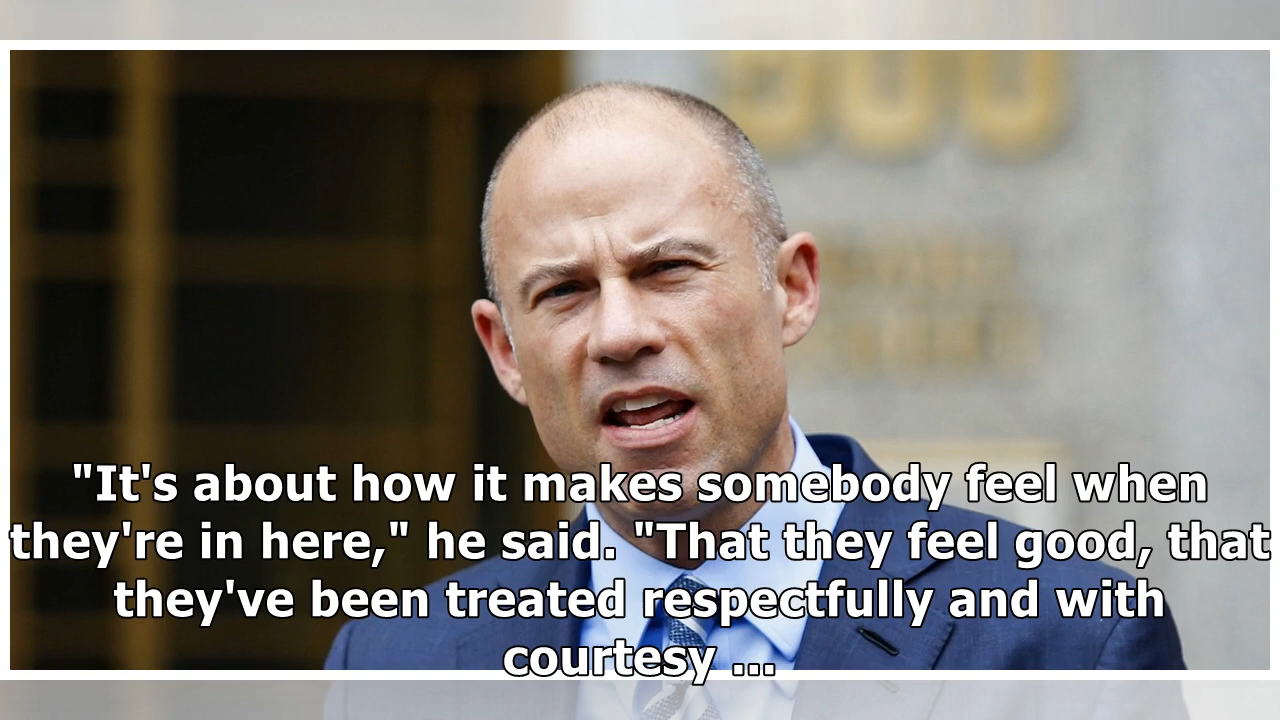 500
"It's about how it makes somebody feel when
they're in here," he said. "That they feel good, that
they've been treated respectfully and with
courtesy ...